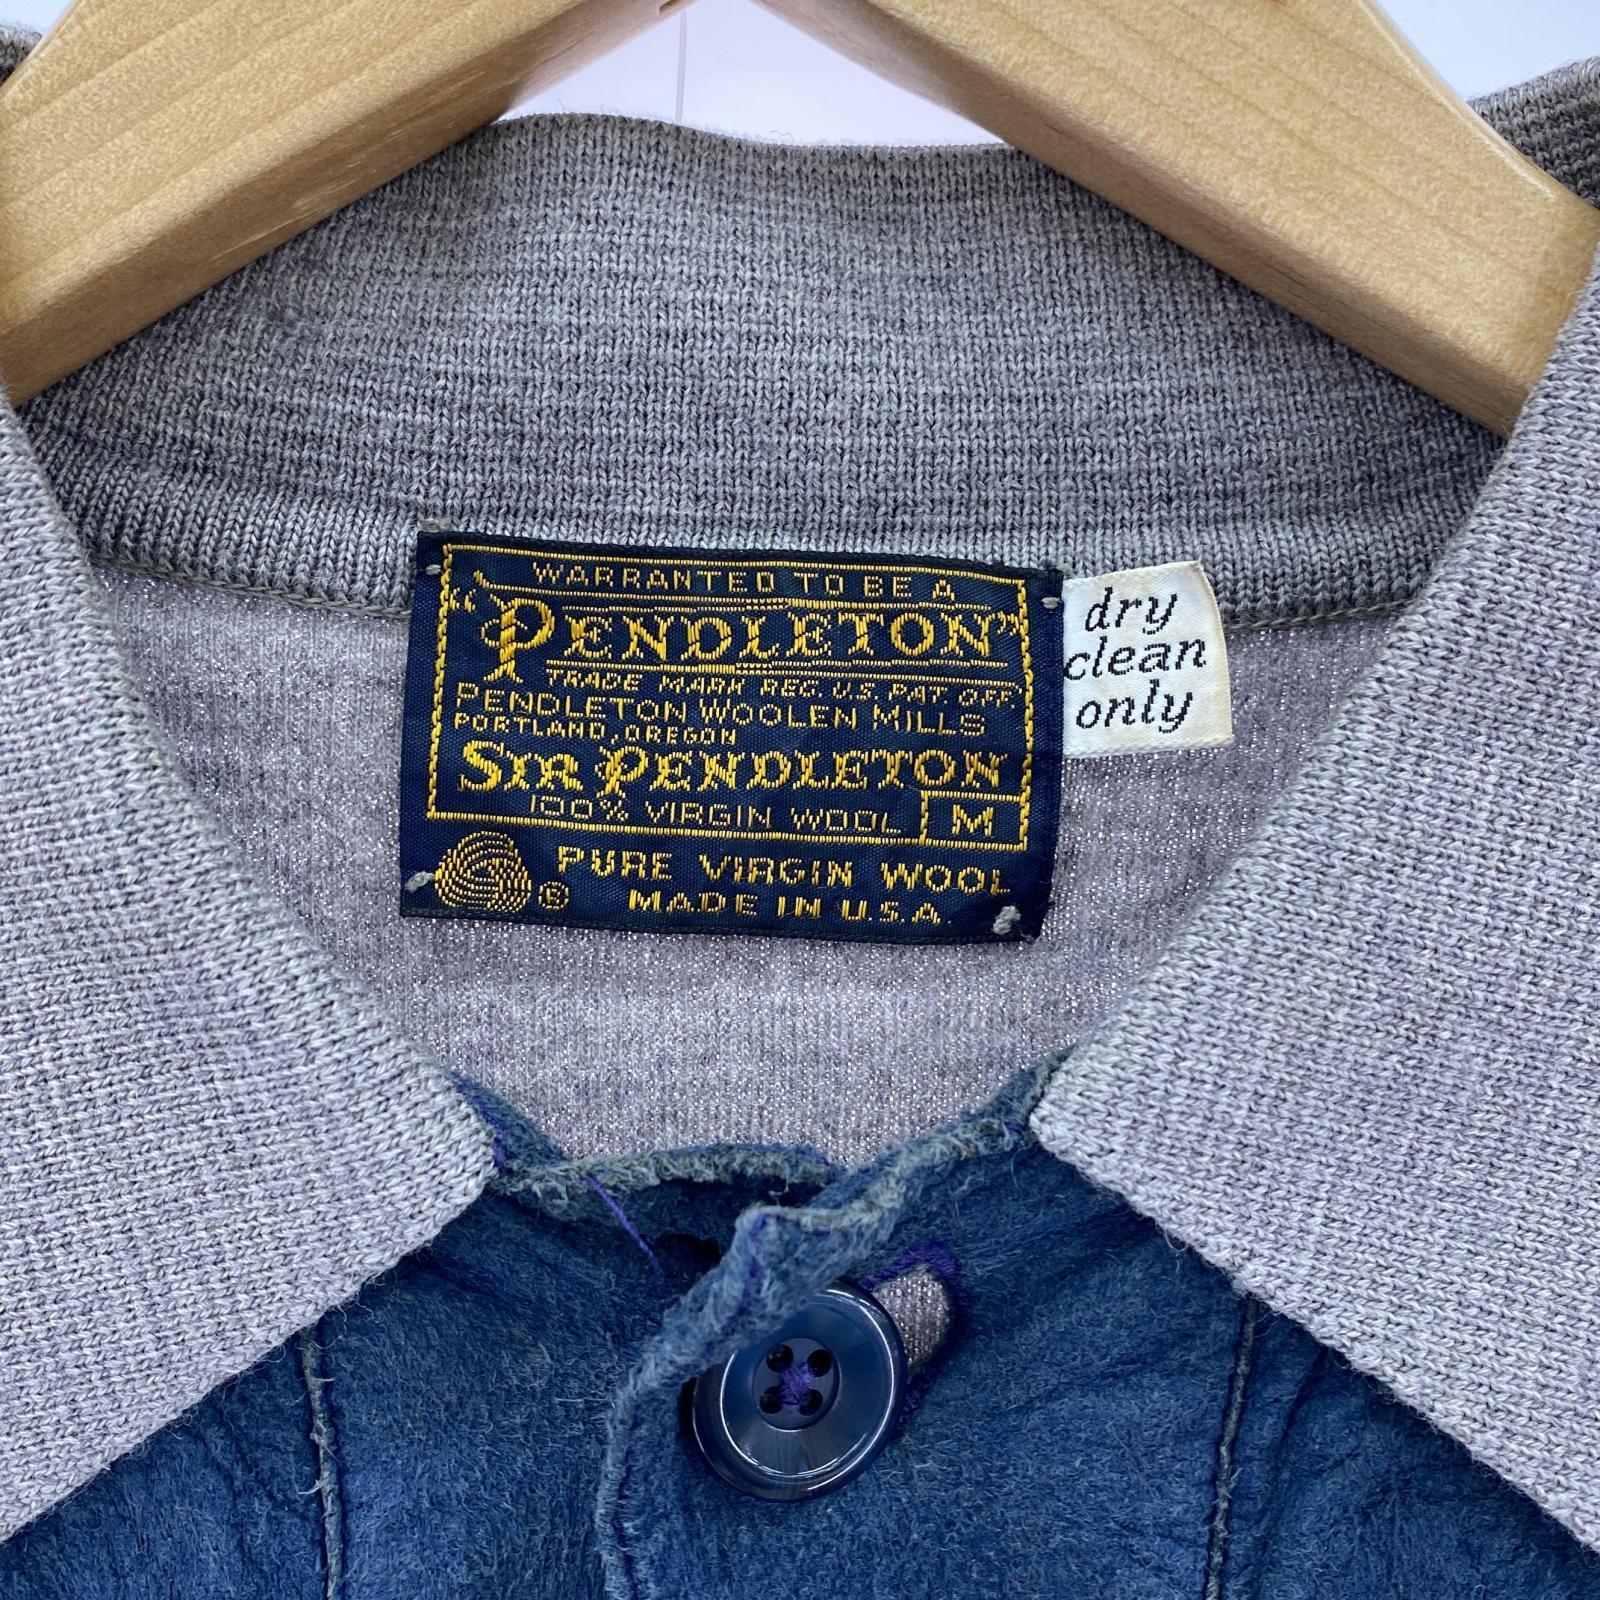 WARRANTED TO BE A
"PENDLETON"
TRADE MARK REG. U.S. PAT. OFF.
PENDLETON WOOLEN MILLS
PORTLAND, OREGON
SIR PENDLETON
100% VIRGIN WOOL M
PURE VIRGIN WOOL
® MADE IN U.S.A.
dry
clean
only